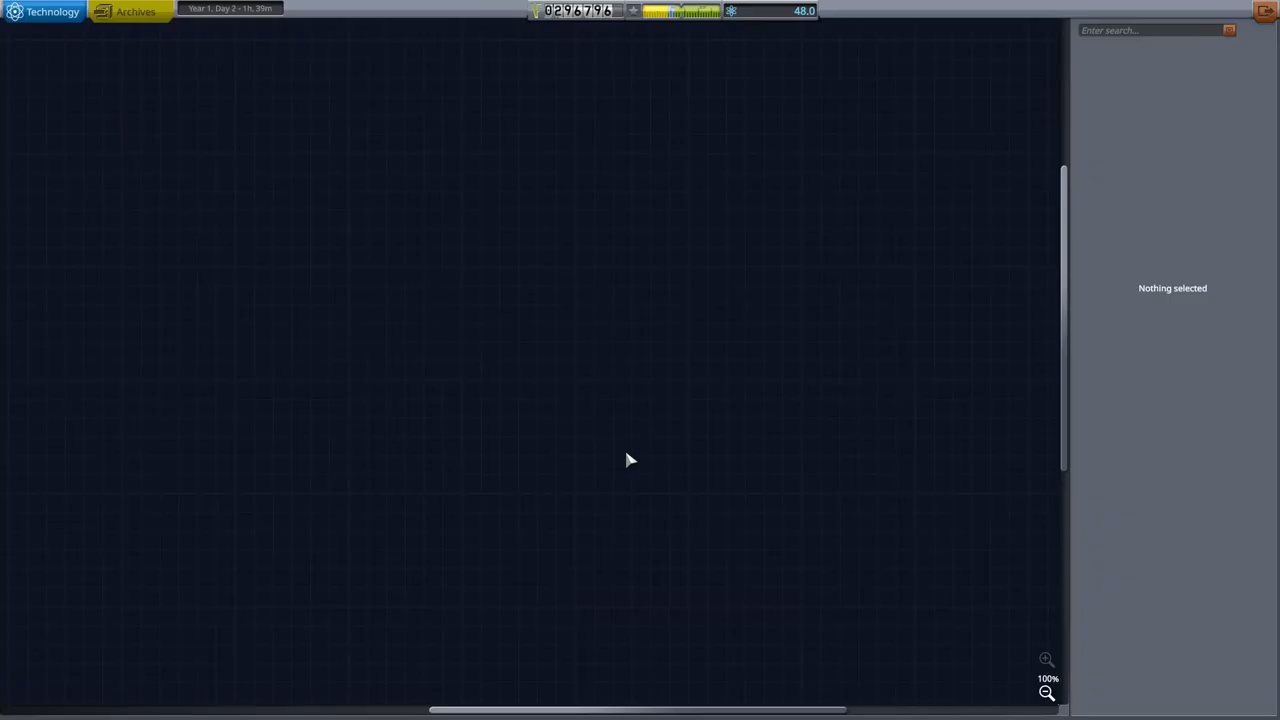 Technology
Archives
Year 1, Day 2 - 1h, 39m
0296796
48.0
Enter search...
Nothing selected
100%